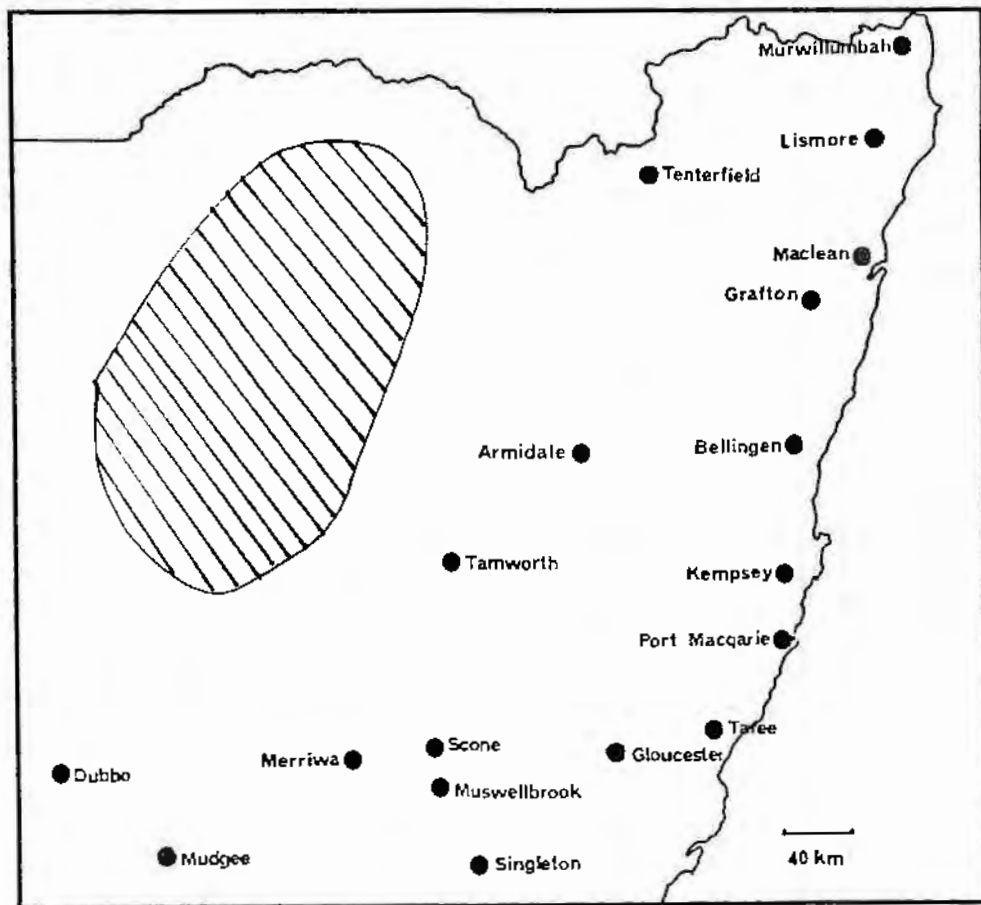 Murwillumbah
Lismore
Tenterfield
Maclean
Grafton
Armidale
Bellingen
Tamworth
Kempsey
Port Macqarie
Taree
Scone
Merriwa
Gloucester
Dubbo
Muswellbrook
40 km
Mudgee
Singleton